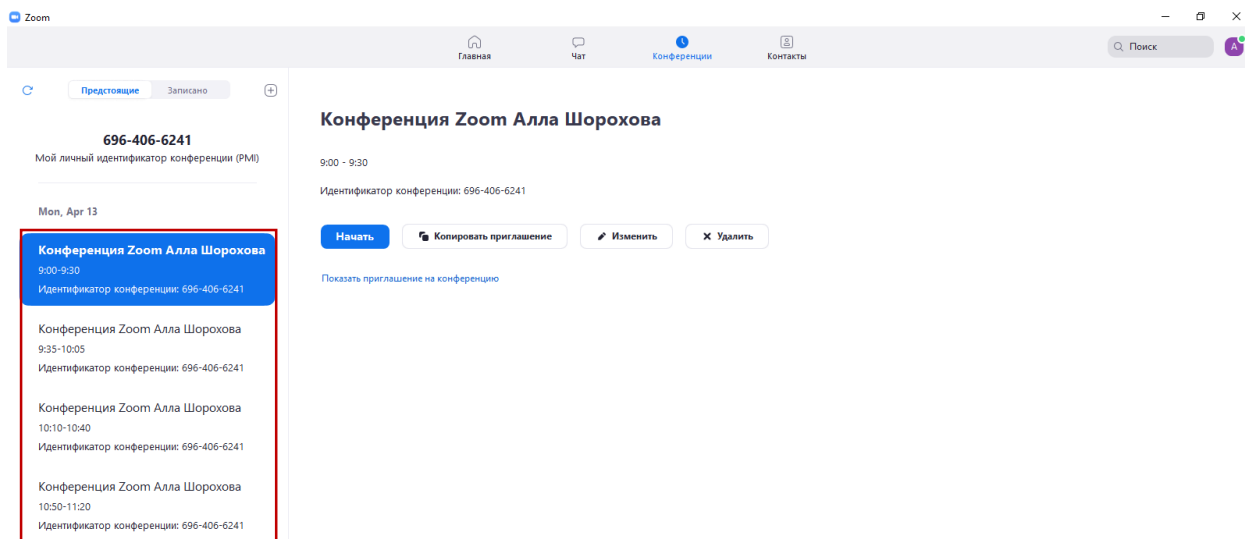 Zoom
Главная
Чат
Конференции
Контакты
Поиск
A
Предстоящие
Записано
696-406-6241
Мой личный идентификатор конференции (PMI)
Mon, Apr 13
Конференция Zoom Алла Шорохова
9:00-9:30
Идентификатор конференции: 696-406-6241
Конференция Zoom Алла Шорохова
9:35-10:05
Идентификатор конференции: 696-406-6241
Конференция Zoom Алла Шорохова
10:10-10:40
Идентификатор конференции: 696-406-6241
Конференция Zoom Алла Шорохова
10:50-11:20
Идентификатор конференции: 696-406-6241
Конференция Zoom Алла Шорохова
9:00 - 9:30
Идентификатор конференции: 696-406-6241
Начать
Копировать приглашение
Изменить
Удалить
Показать приглашение на конференцию